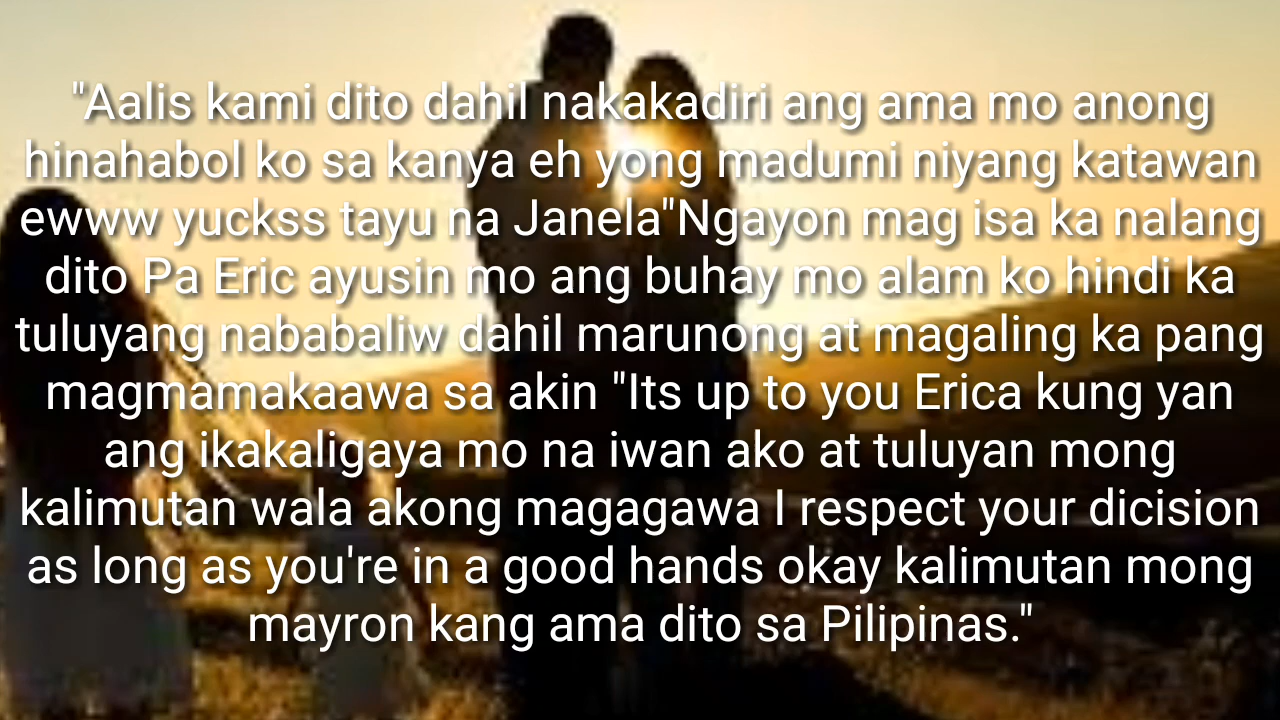 "Aalis kami dito dahil nakakadiri ang ama mo anong
hinahabol ko sa kanya eh yong madumi niyang katawan
ewww yuckss tayu na Janela"Ngayon mag isa ka nalang
dito Pa Eric ayusin mo ang buhay mo alam ko hindi ka
tuluyang nababaliw dahil marunong at magaling ka pang
magmamakaawa sa akin "Its up to you Erica kung yan
ang ikakaligaya mo na iwan ako at tuluyan mong
kalimutan wala akong magagawa I respect your dicision
as long as you're in a good hands okay kalimutan mong
mayron kang ama dito sa Pilipinas."